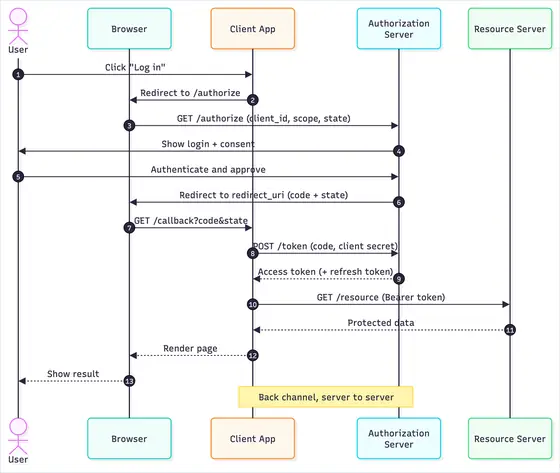 User
Browser
Client App
Authorization
Server
Resource Server
1
Click "Log in"
Redirect to /authorize
2
3
GET /authorize (client_id, scope, state)
Show login + consent
4
5
Authenticate and approve
Redirect to redirect_uri (code + state)
6
7
GET /callback?code&state
8
POST /token (code, client secret)
Access token (+ refresh token)
9
10
GET /resource (Bearer token)
Protected data
11
Render page
12
Show result
13
Back channel, server to server
User
Browser
Client App
Authorization
Server
Resource Server